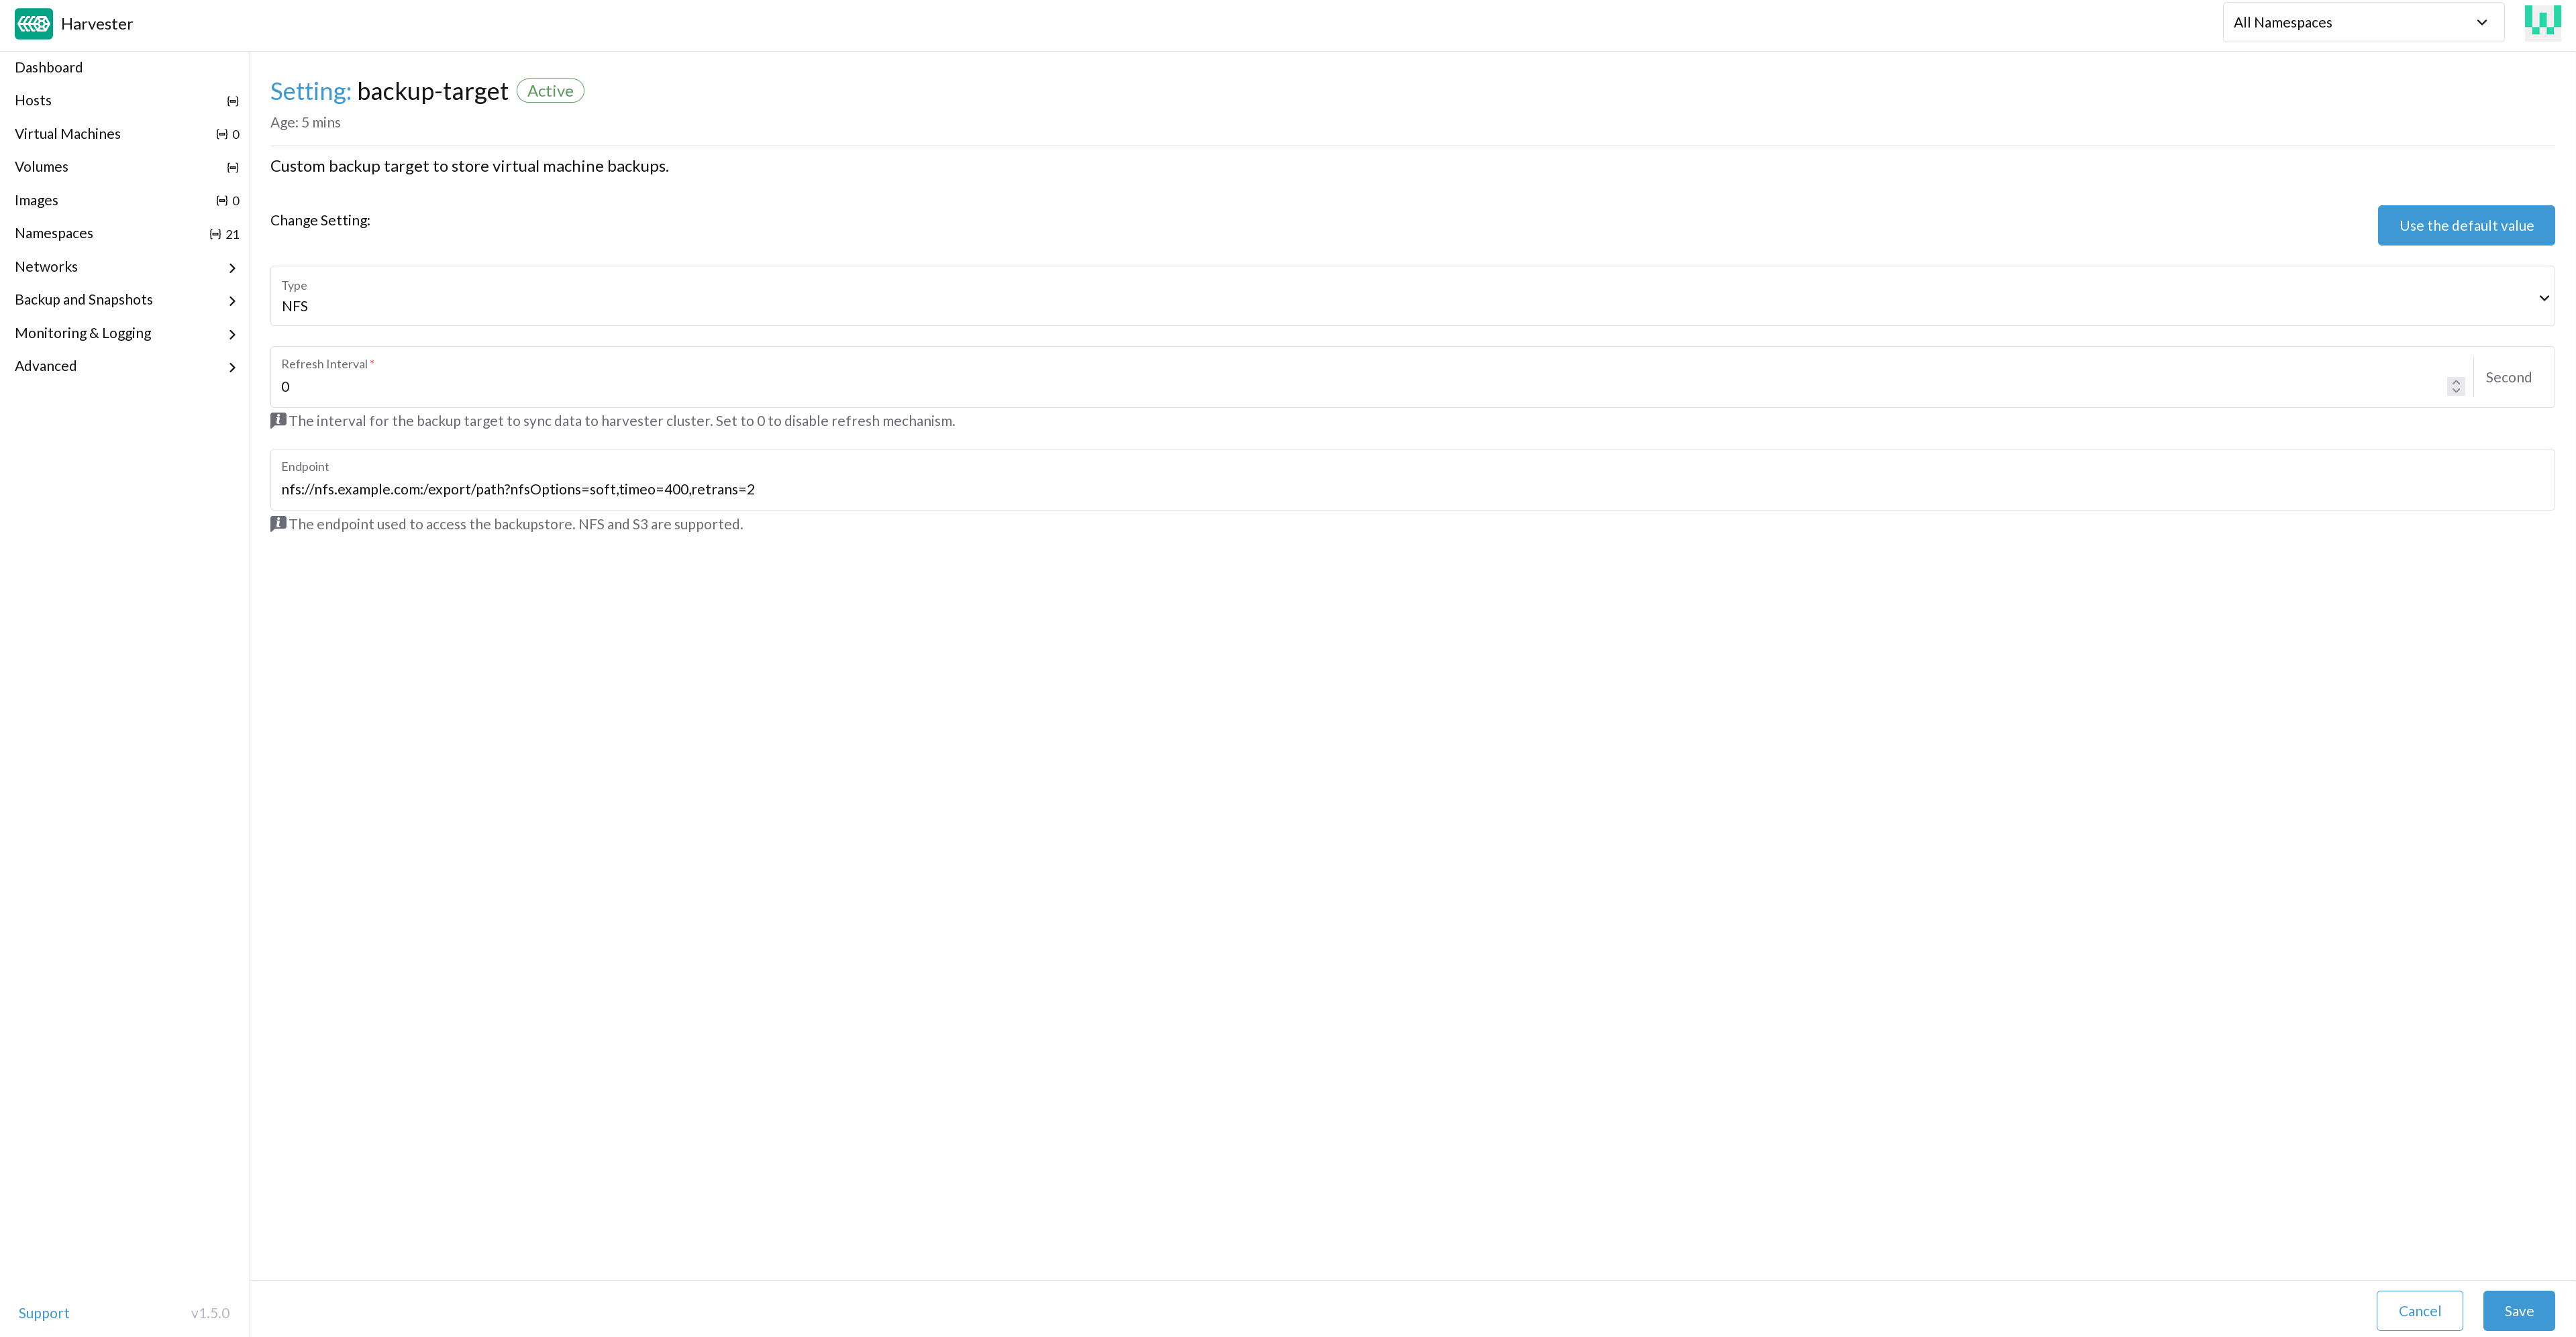 Harvester
All Namespaces
Dashboard
Hosts
Virtual Machines 0
Volumes
Images 0
Namespaces 21
Networks
Backup and Snapshots
Monitoring & Logging
Advanced
Support v1.5.0
Setting: backup-target Active
Age: 5 mins
Custom backup target to store virtual machine backups.
Change Setting:
Use the default value
Type
NFS
Refresh Interval *
0
Second
The interval for the backup target to sync data to harvester cluster. Set to 0 to disable refresh mechanism.
Endpoint
nfs://nfs.example.com:/export/path?nfsOptions=soft,timeo=400,retrans=2
The endpoint used to access the backupstore. NFS and S3 are supported.
Cancel
Save